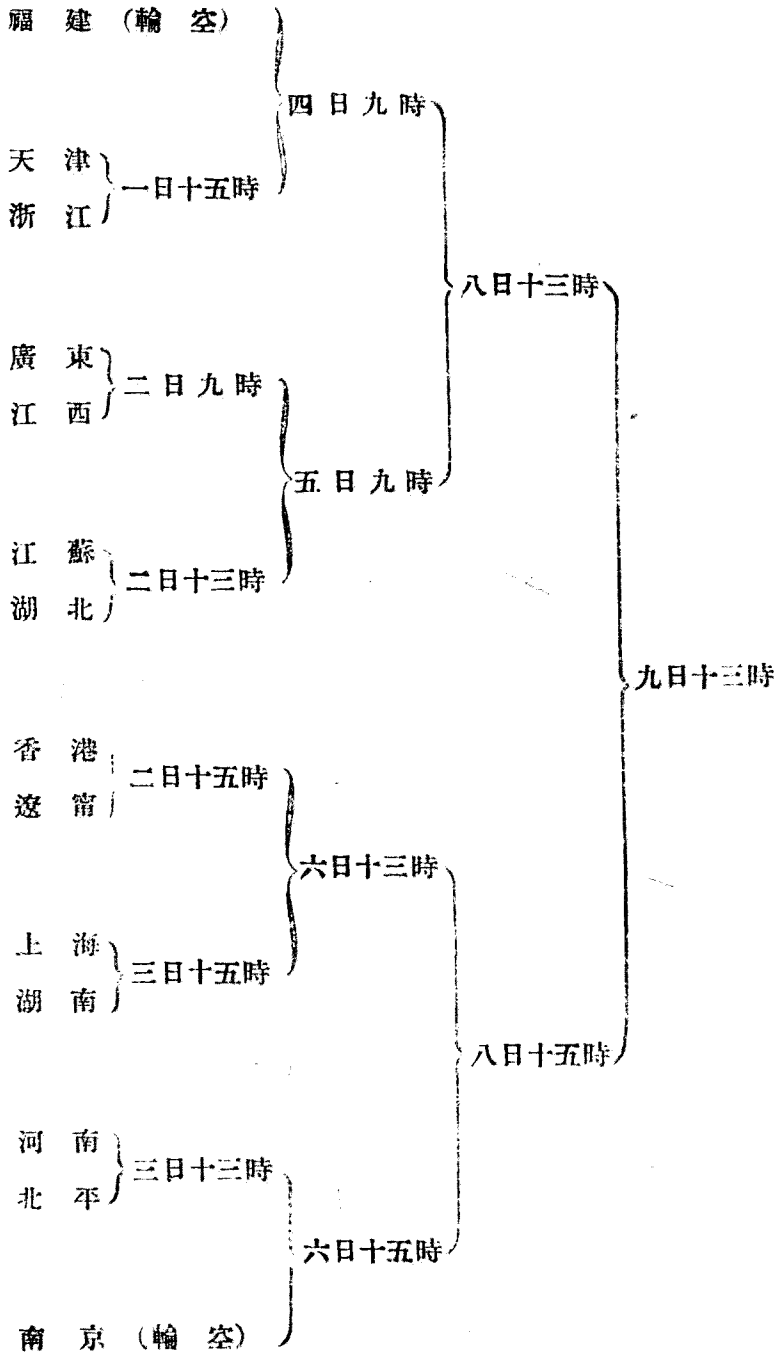 福建（輪空）
四日九時
天津
一日十五時
浙江
八日十三時
廣東
二日九時
江西
五日九時
江蘇
二日十三時
湖北
九日十三時
香港
二日十五時
遼甯
六日十三時
上海
三日十五時
湖南
八日十五時
河南
三日十三時
北平
六日十五時
南京（輪空）